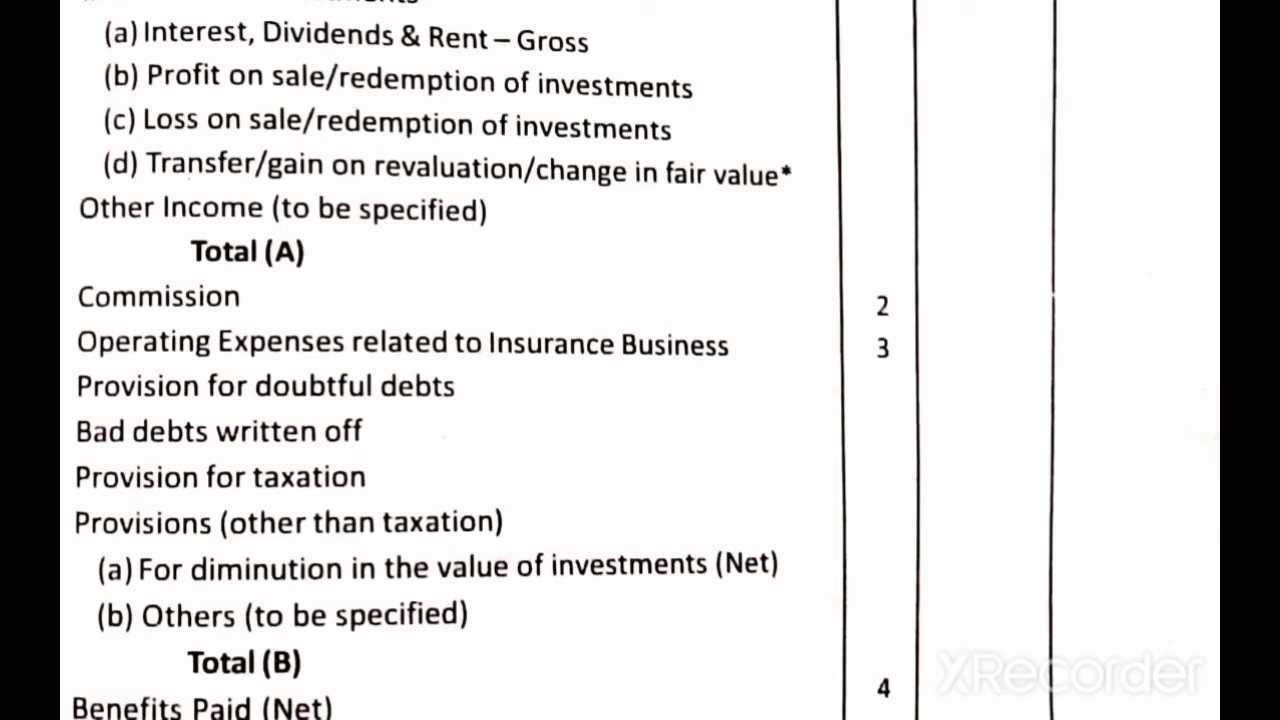 (a) Interest, Dividends & Rent – Gross
(b) Profit on sale/redemption of investments
(c) Loss on sale/redemption of investments
(d) Transfer/gain on revaluation/change in fair value*
Other Income (to be specified)
Total (A)
Commission 2
Operating Expenses related to Insurance Business 3
Provision for doubtful debts
Bad debts written off
Provision for taxation
Provisions (other than taxation)
(a) For diminution in the value of investments (Net)
(b) Others (to be specified)
Total (B)
Benefits Paid (Net) 4
XRecorder